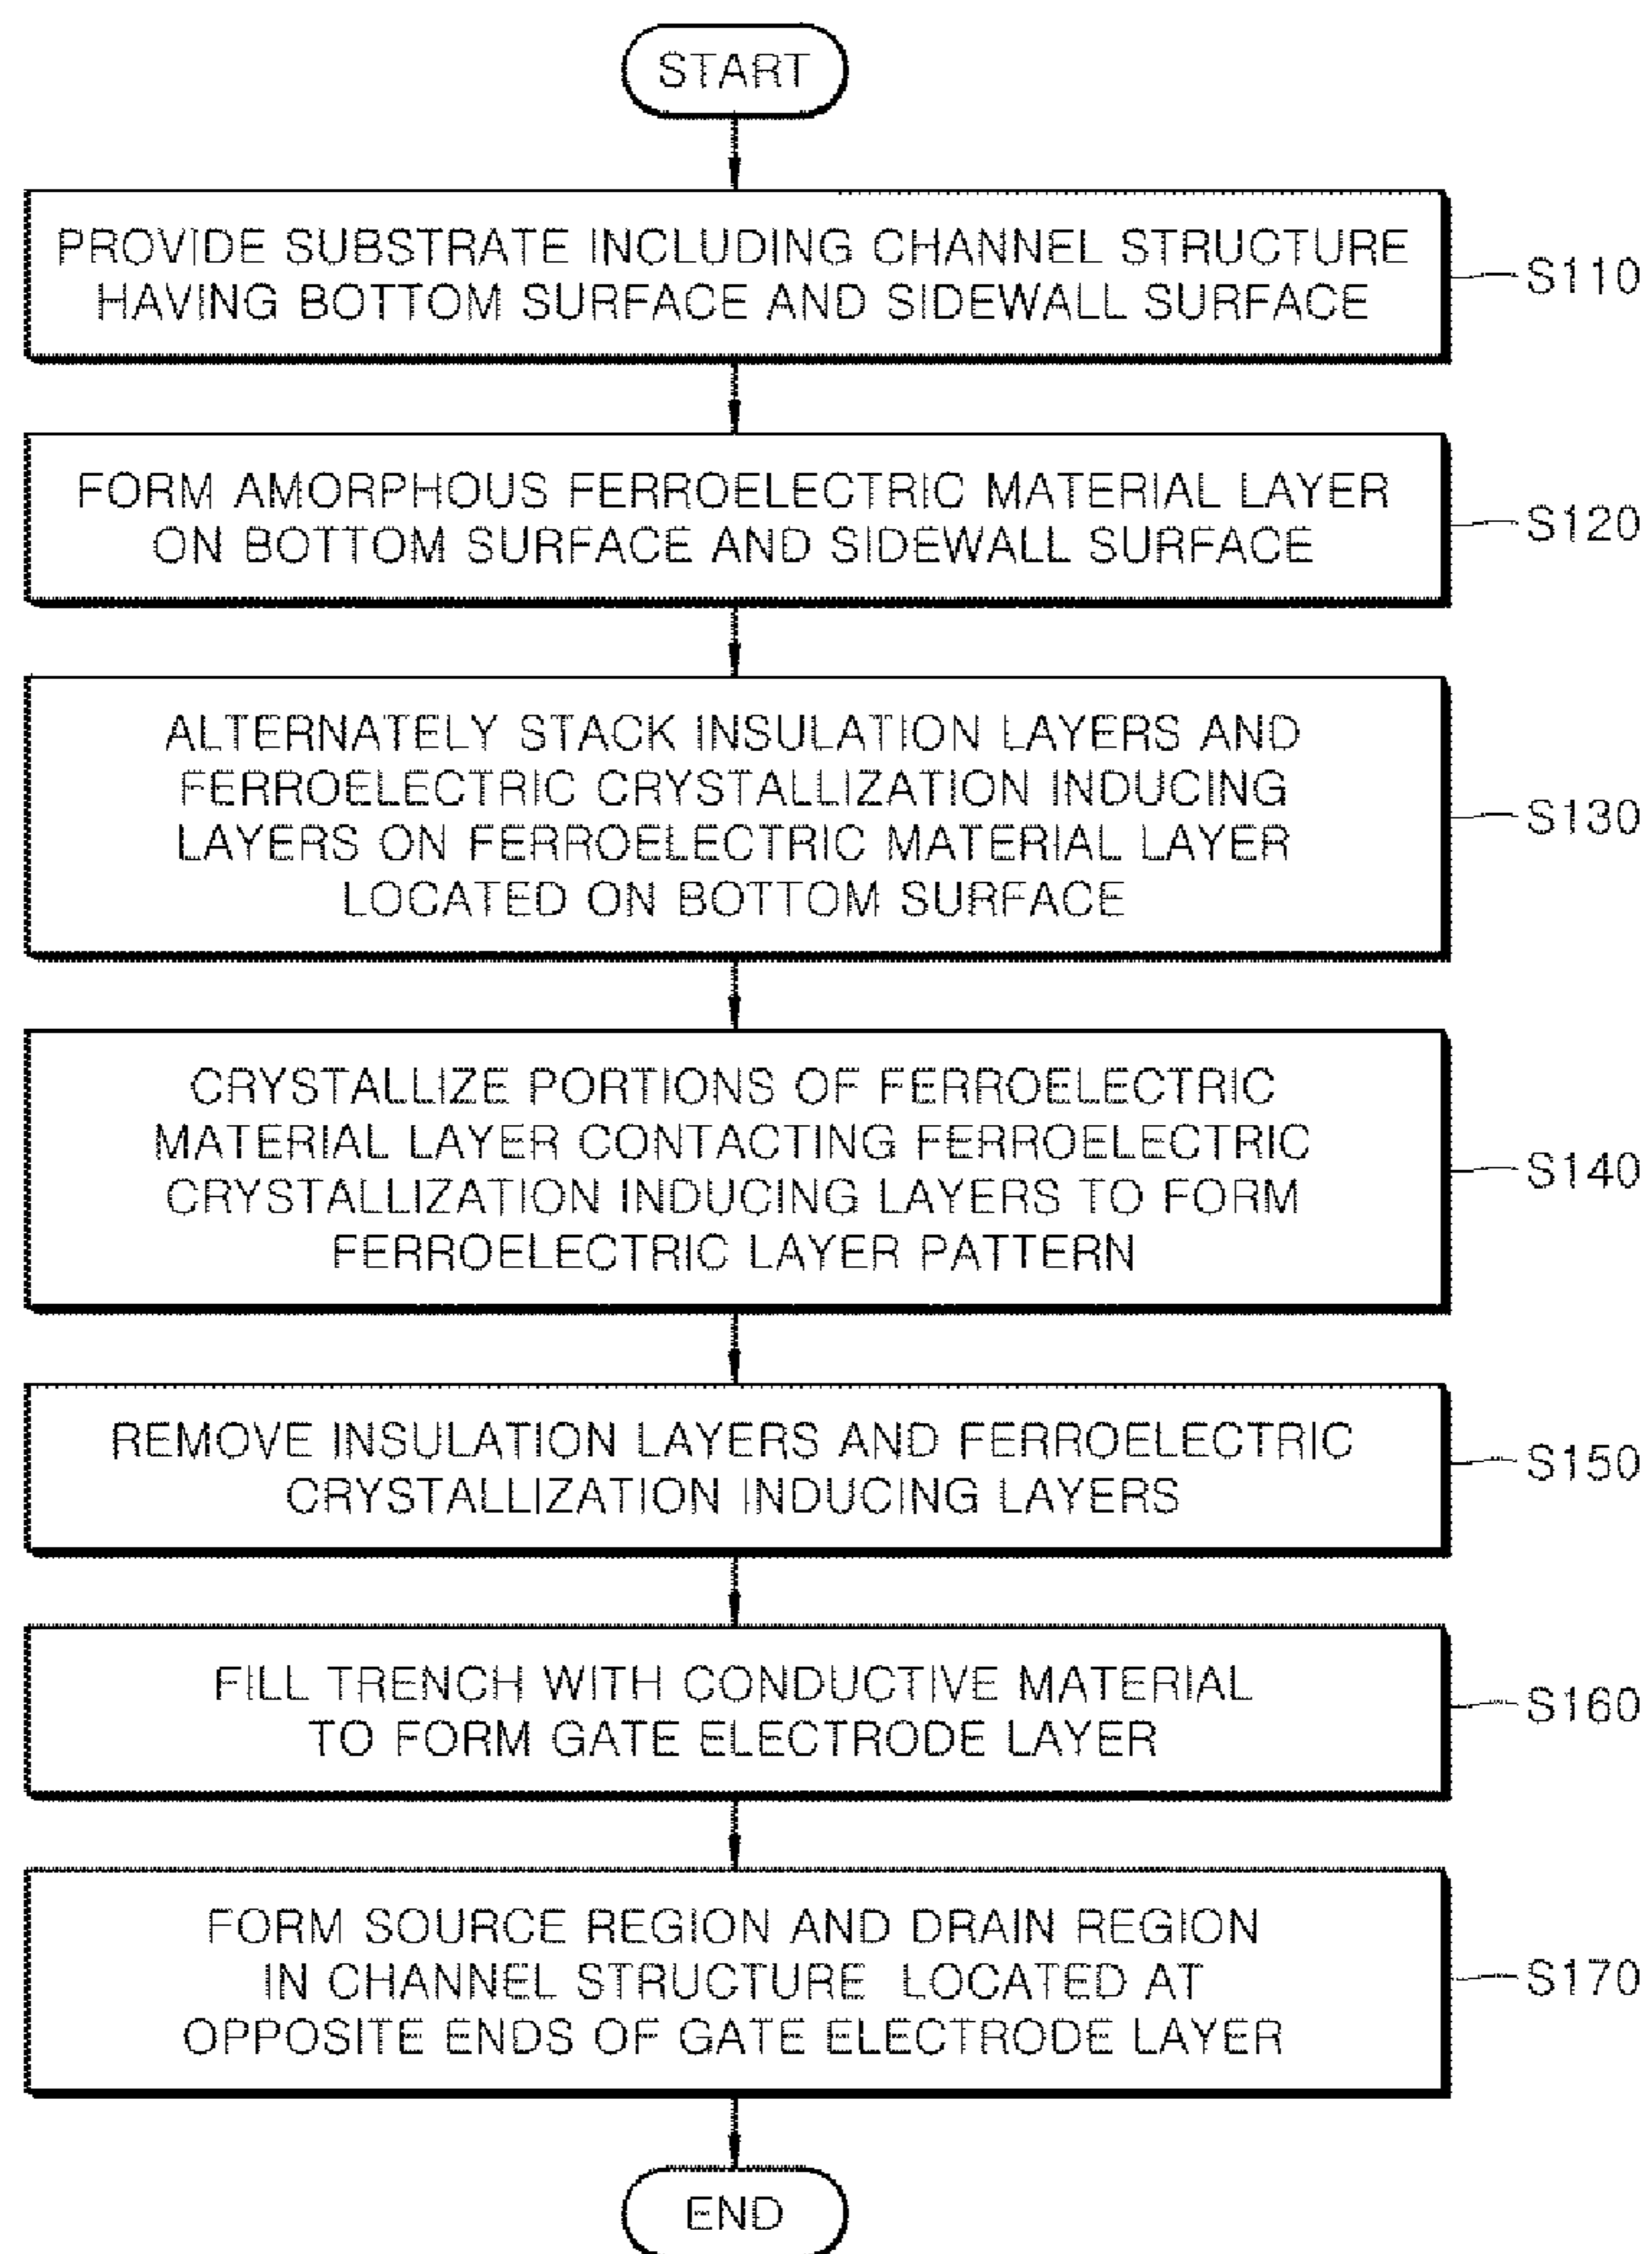 START
PROVIDE SUBSTRATE INCLUDING CHANNEL STRUCTURE
HAVING BOTTOM SURFACE AND SIDEWALL SURFACE
S110
FORM AMORPHOUS FERROELECTRIC MATERIAL LAYER
ON BOTTOM SURFACE AND SIDEWALL SURFACE
S120
ALTERNATELY STACK INSULATION LAYERS AND
FERROELECTRIC CRYSTALLIZATION INDUCING
LAYERS ON FERROELECTRIC MATERIAL LAYER
LOCATED ON BOTTOM SURFACE
S130
CRYSTALLIZE PORTIONS OF FERROELECTRIC
MATERIAL LAYER CONTACTING FERROELECTRIC
CRYSTALLIZATION INDUCING LAYERS TO FORM
FERROELECTRIC LAYER PATTERN
S140
REMOVE INSULATION LAYERS AND FERROELECTRIC
CRYSTALLIZATION INDUCING LAYERS
S150
FILL TRENCH WITH CONDUCTIVE MATERIAL
TO FORM GATE ELECTRODE LAYER
S160
FORM SOURCE REGION AND DRAIN REGION
IN CHANNEL STRUCTURE LOCATED AT
OPPOSITE ENDS OF GATE ELECTRODE LAYER
S170
END